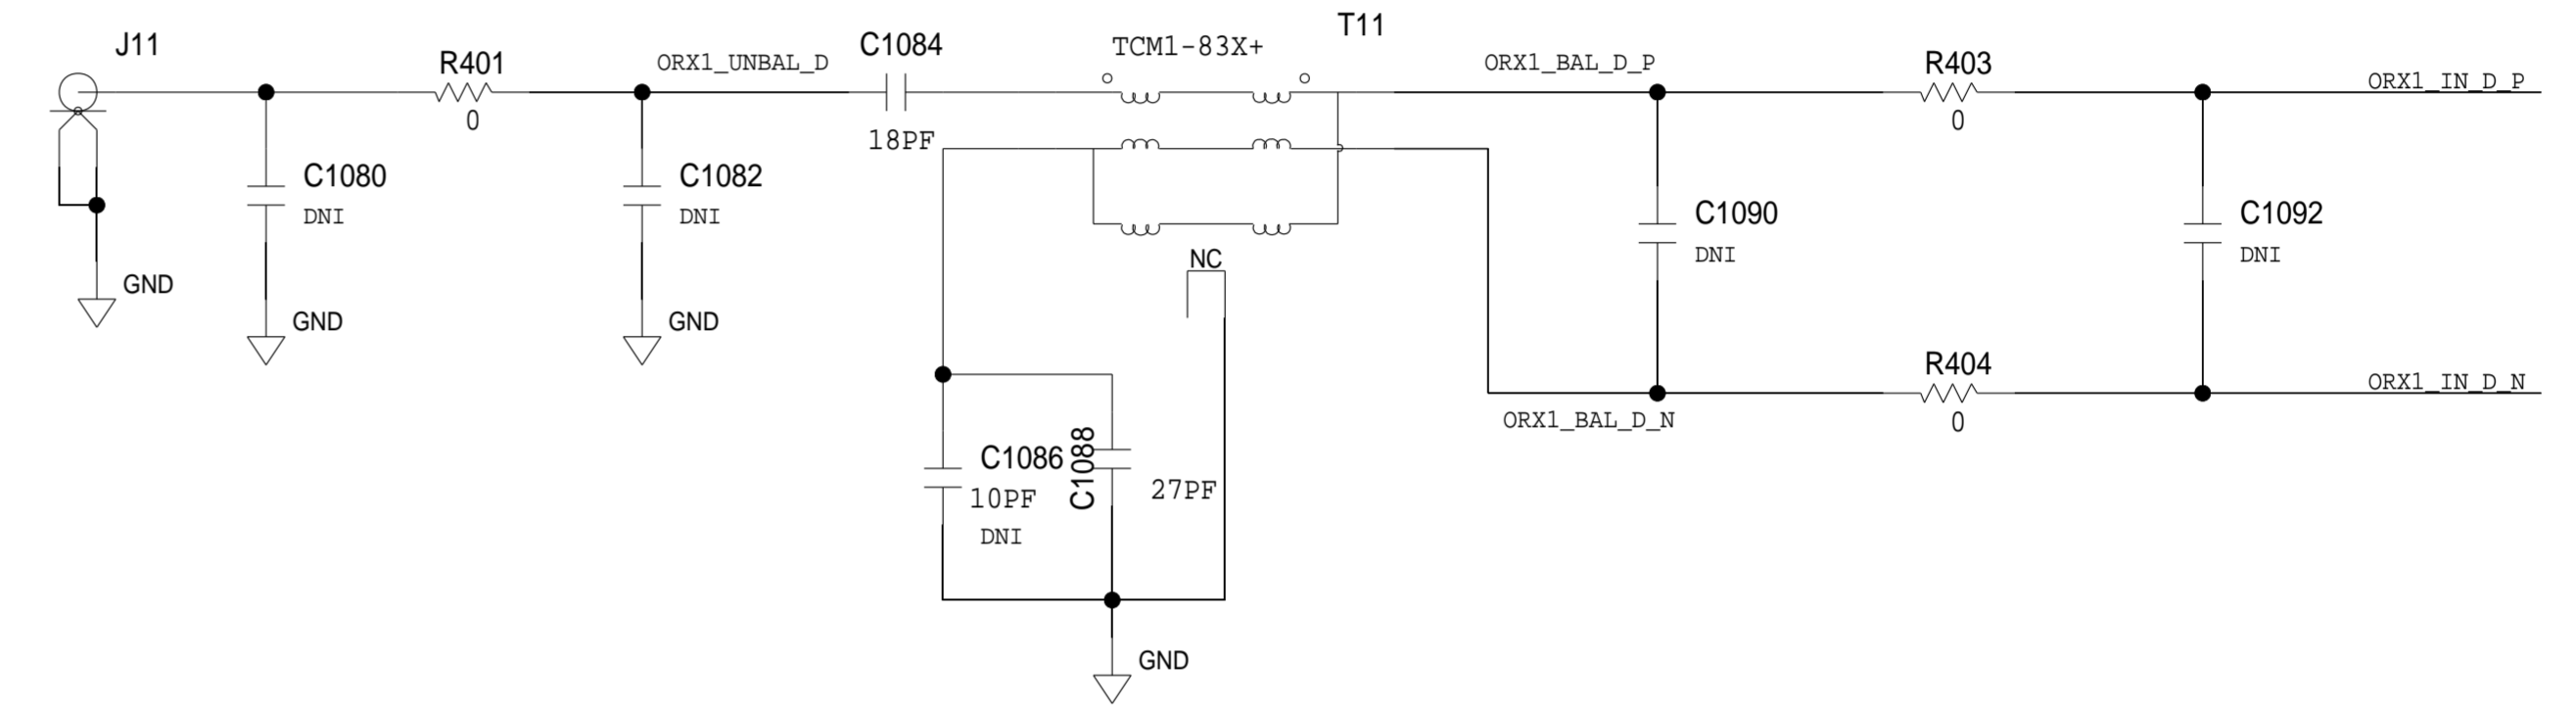 T11
J11
C1084
TCM1-83X+
R401
ORX1_UNBAL_D
ORX1_BAL_D_P
R403
ORX1_IN_D_P
0
0
18PF
C1080
DNI
C1082
DNI
C1090
DNI
C1092
DNI
NC
GND
GND
GND
R404
ORX1_IN_D_N
ORX1_BAL_D_N
0
C1086
10PF
DNI
C1088
27PF
GND